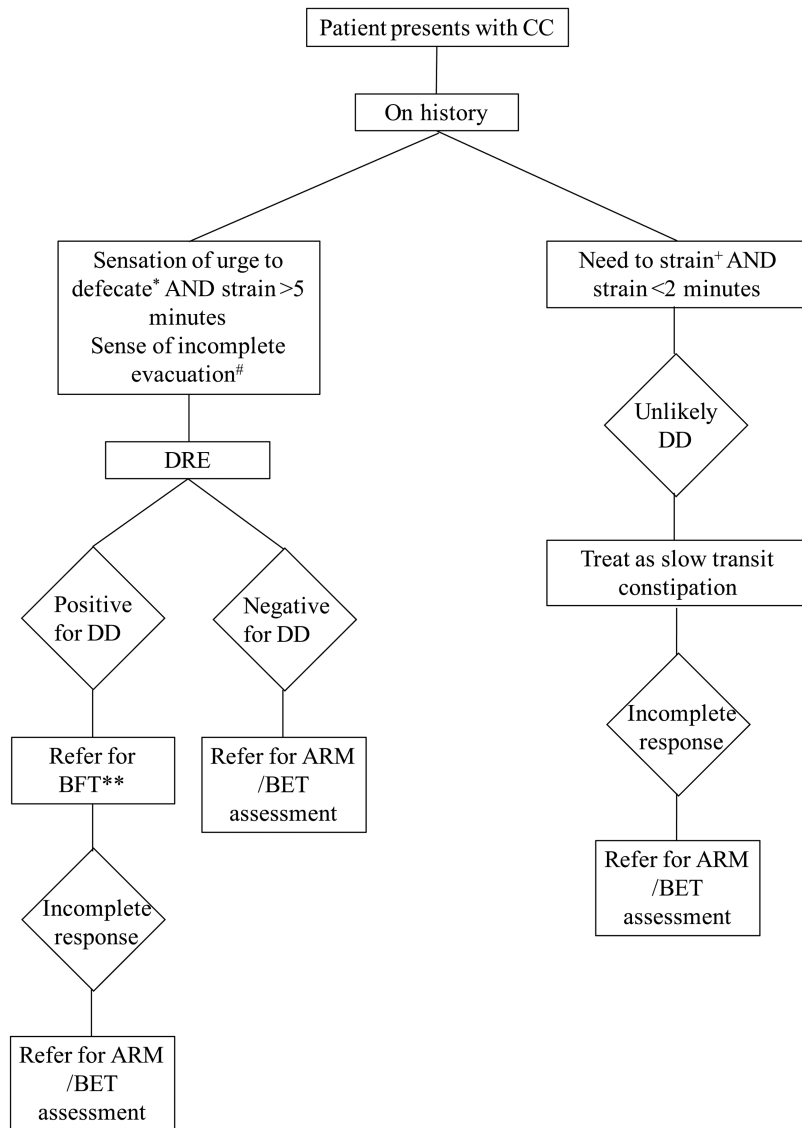 Patient presents with CC
On history
Sensation of urge to
defecate* AND strain >5
minutes
Sense of incomplete
evacuation#
Need to strain+ AND
strain <2 minutes
Unlikely
DD
DRE
Treat as slow transit
constipation
Positive
for DD
Negative
for DD
Incomplete
response
Refer for
BFT**
Refer for ARM
/BET
assessment
Refer for ARM
/BET
assessment
Incomplete
response
Refer for ARM
/BET
assessment